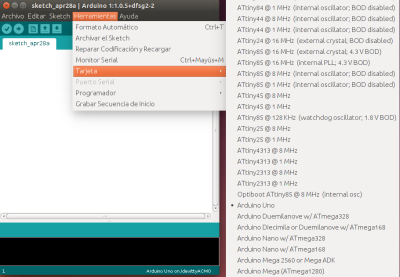 sketch_apr28a | Arduino 1:1.0.5+dfsg2-2
Archivo Editar Sketch Herramientas Ayuda
sketch_apr28a
Formato Automático Ctrl+T
Archivar el Sketch
Reparar Codificación y Recargar
Monitor Serial Ctrl+Mayús+M
Tarjeta
Puerto Serial
Programador
Grabar Secuencia de Inicio
ATtiny84 @ 1 MHz (internal oscillator; BOD disabled)
ATtiny44 @ 8 MHz (internal oscillator; BOD disabled)
ATtiny44 @ 1 MHz (internal oscillator; BOD disabled)
ATtiny24 @ 16 MHz (external crystal; BOD disabled)
ATtiny85 @ 16 MHz (external crystal; 4.3 V BOD)
ATtiny85 @ 16 MHz (internal PLL; 4.3 V BOD)
ATtiny85 @ 8 MHz (internal oscillator; BOD disabled)
ATtiny85 @ 1 MHz (internal oscillator; BOD disabled)
ATtiny45 @ 8 MHz
ATtiny45 @ 1 MHz
ATtiny85 @ 128 KHz (watchdog oscillator; 1.8 V BOD)
ATtiny25 @ 8 MHz
ATtiny25 @ 1 MHz
ATtiny4313 @ 8 MHz
ATtiny4313 @ 1 MHz
ATtiny2313 @ 8 MHz
ATtiny2313 @ 1 MHz
Optiboot ATtiny85 @ 8 MHz (internal osc)
Arduino Uno
Arduino Duemilanove w/ ATmega328
Arduino Diecimila or Duemilanove w/ ATmega168
Arduino Nano w/ ATmega328
Arduino Nano w/ ATmega168
Arduino Mega 2560 or Mega ADK
Arduino Mega (ATmega1280)
1 Arduino Uno on /dev/ttyACM0